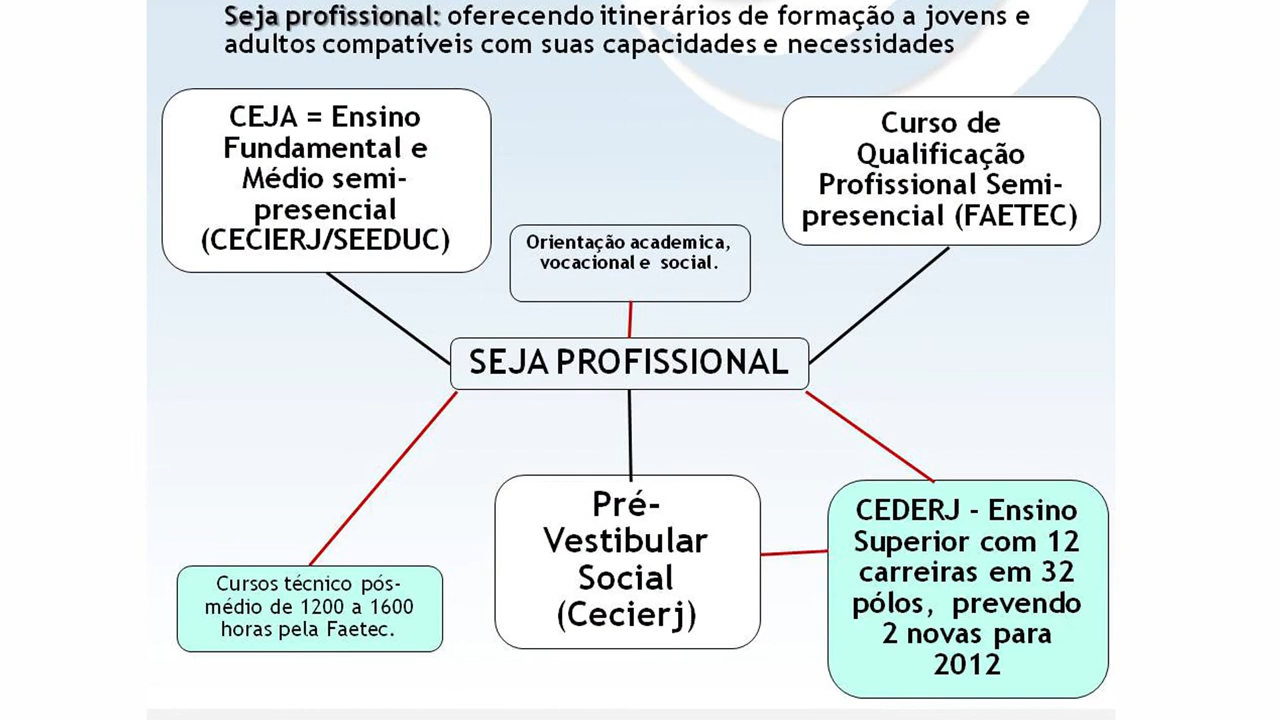 Seja profissional: oferecendo itinerários de formação a jovens e
adultos compatíveis com suas capacidades e necessidades
CEJA = Ensino
Fundamental e
Médio semi-
presencial
(CECIERJ/SEEDUC)
Orientação academica,
vocacional e social.
Curso de
Qualificação
Profissional Semi-
presencial (FAETEC)
SEJA PROFISSIONAL
Cursos técnico pós-
médio de 1200 a 1600
horas pela Faetec.
Pré-
Vestibular
Social
(Cecierj)
CEDERJ - Ensino
Superior com 12
carreiras em 32
pólos, prevendo
2 novas para
2012